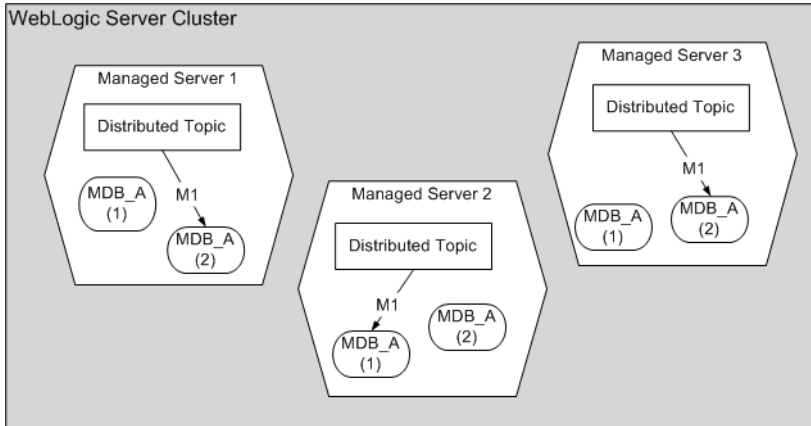 WebLogic Server Cluster
Managed Server 1
Distributed Topic
M1
MDB_A
(1)
MDB_A
(2)
Managed Server 2
Distributed Topic
M1
MDB_A
(1)
MDB_A
(2)
Managed Server 3
Distributed Topic
M1
MDB_A
(1)
MDB_A
(2)